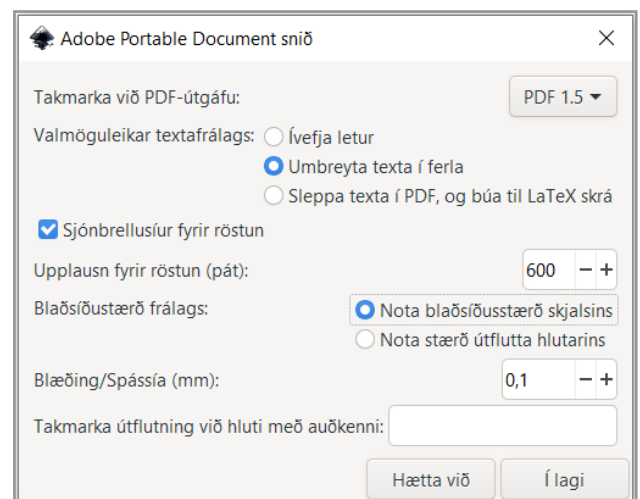 Adobe Portable Document snið
Takmarka við PDF-útgáfu: PDF 1.5
Valmöguleikar textafrálags: Ívefja letur
Umbreyta texta í ferla
Sleppa texta í PDF, og búa til LaTeX skrá
Sjónbrellusíur fyrir röstun
Upplausn fyrir röstun (pát): 600
Blaðsíðustærð frálags: Nota blaðsíðusstærð skjalsins
Nota stærð útflutta hlutarins
Blæðing/Spássía (mm): 0,1
Takmarka útflutning við hluti með auðkenni:
Hætta við Í lagi